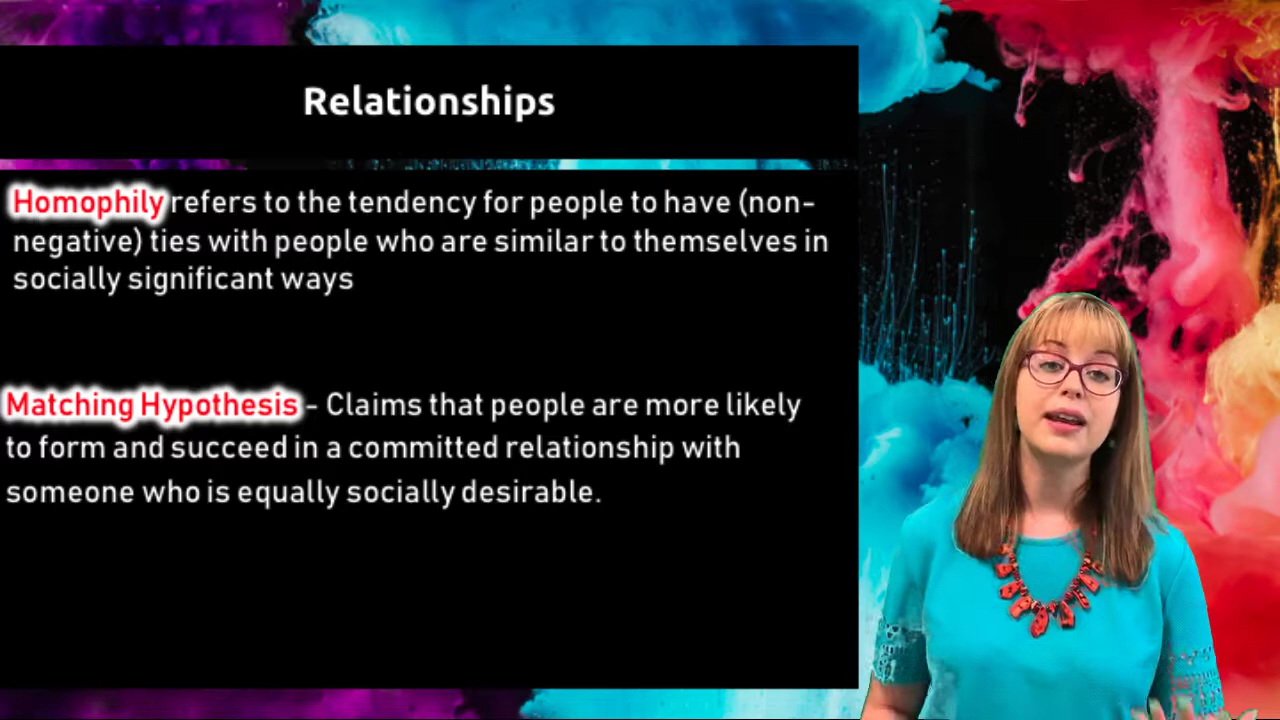 Relationships
Homophily refers to the tendency for people to have (non-
negative) ties with people who are similar to themselves in
socially significant ways
Matching Hypothesis - Claims that people are more likely
to form and succeed in a committed relationship with
someone who is equally socially desirable.